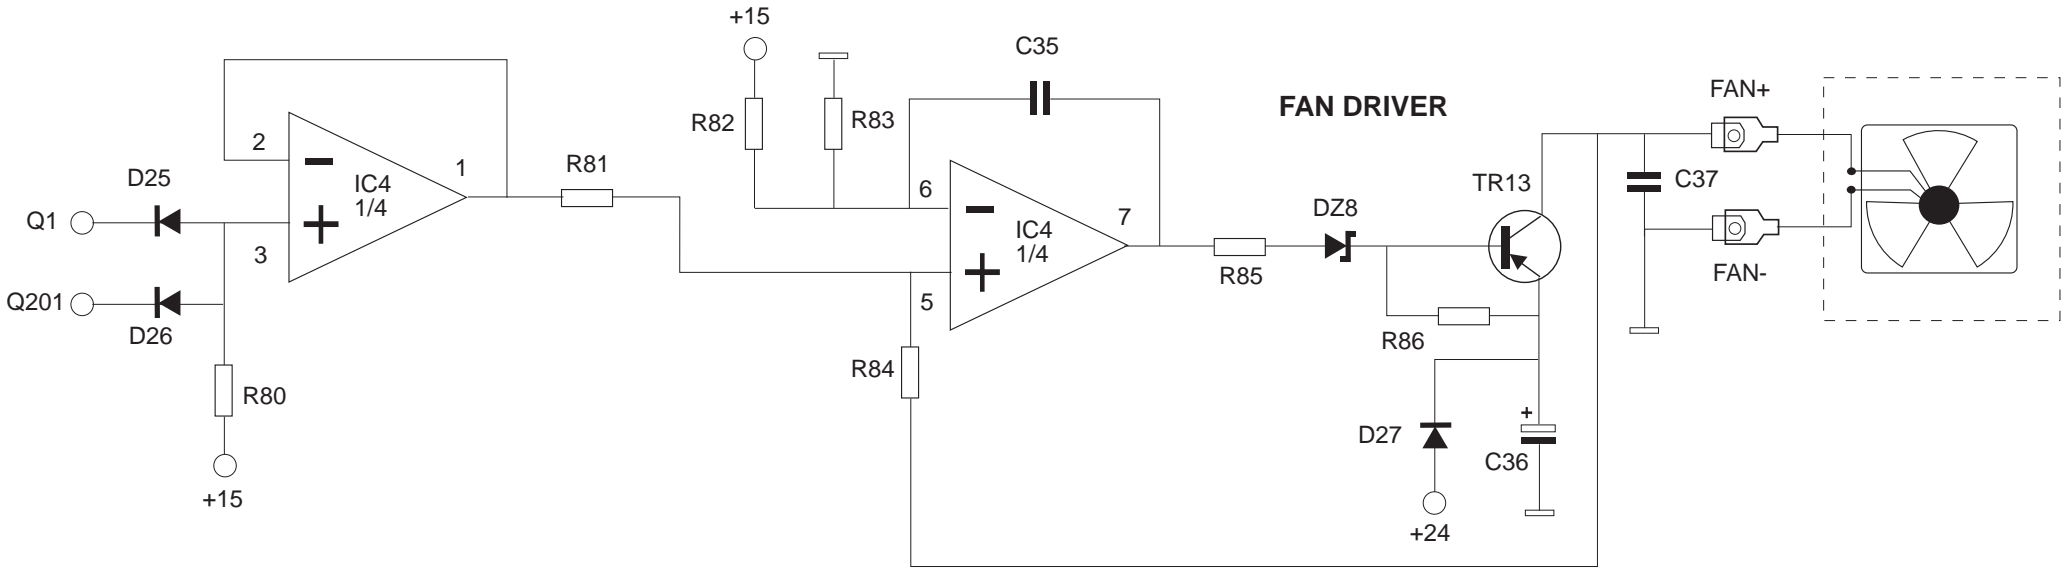 +15
C35
FAN DRIVER
FAN+
R82
R83
2
1
R81
D25
IC4
1/4
6
TR13
C37
Q1
7
DZ8
3
IC4
1/4
R85
FAN-
Q201
D26
5
R86
R84
R80
+
D27
C36
+15
+24